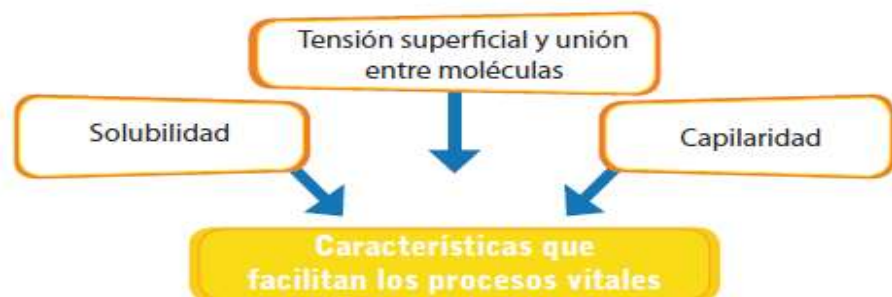 Tensión superficial y unión
entre moléculas
Solubilidad
Capilaridad
Características que
facilitan los procesos vitales